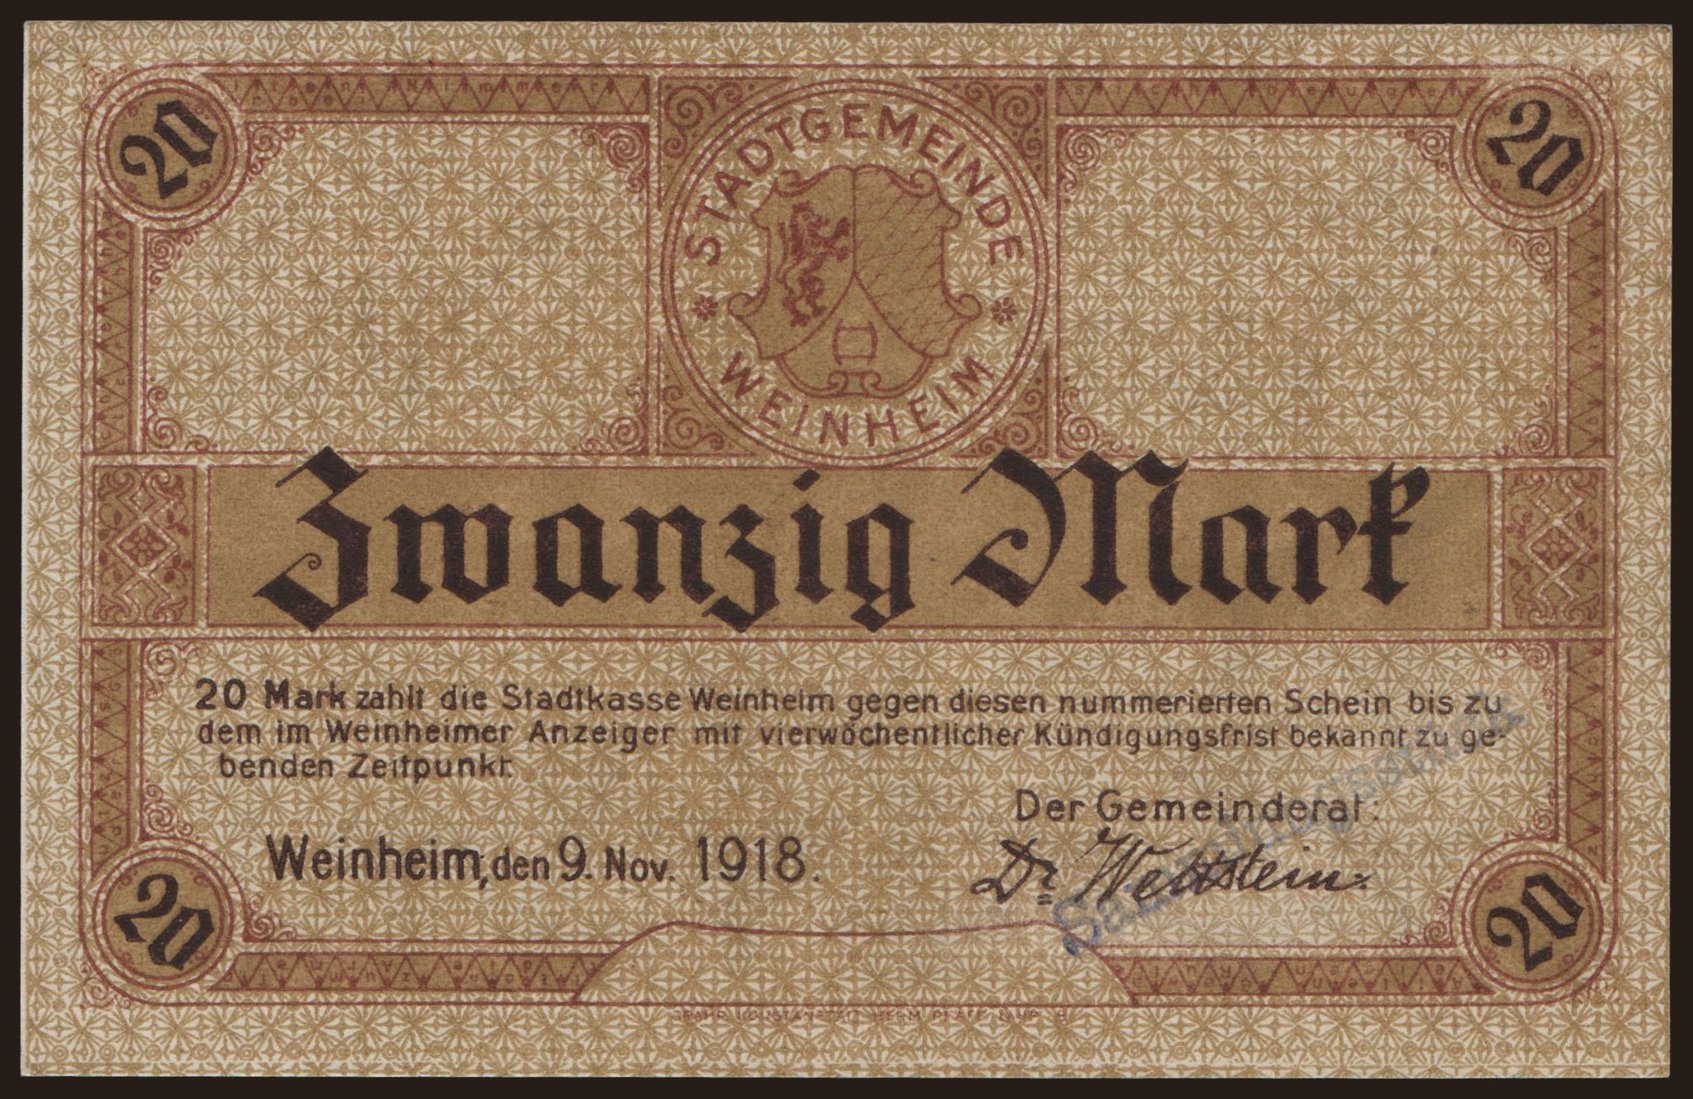 20 20
STADTGEMEINDE
WEINHEIM
Zwanzig Mark
20 Mark zahlt die Stadtkasse Weinheim gegen diesen nummerierten Schein bis zu
dem im Weinheimer Anzeiger mit vierwöchentlicher Kündigungsfrist bekannt zu ge-
benden Zeitpunkt.
Der Gemeinderat:
Weinheim, den 9. Nov. 1918.
Dr. Wettstein.
20 20
HERM. PFAFF